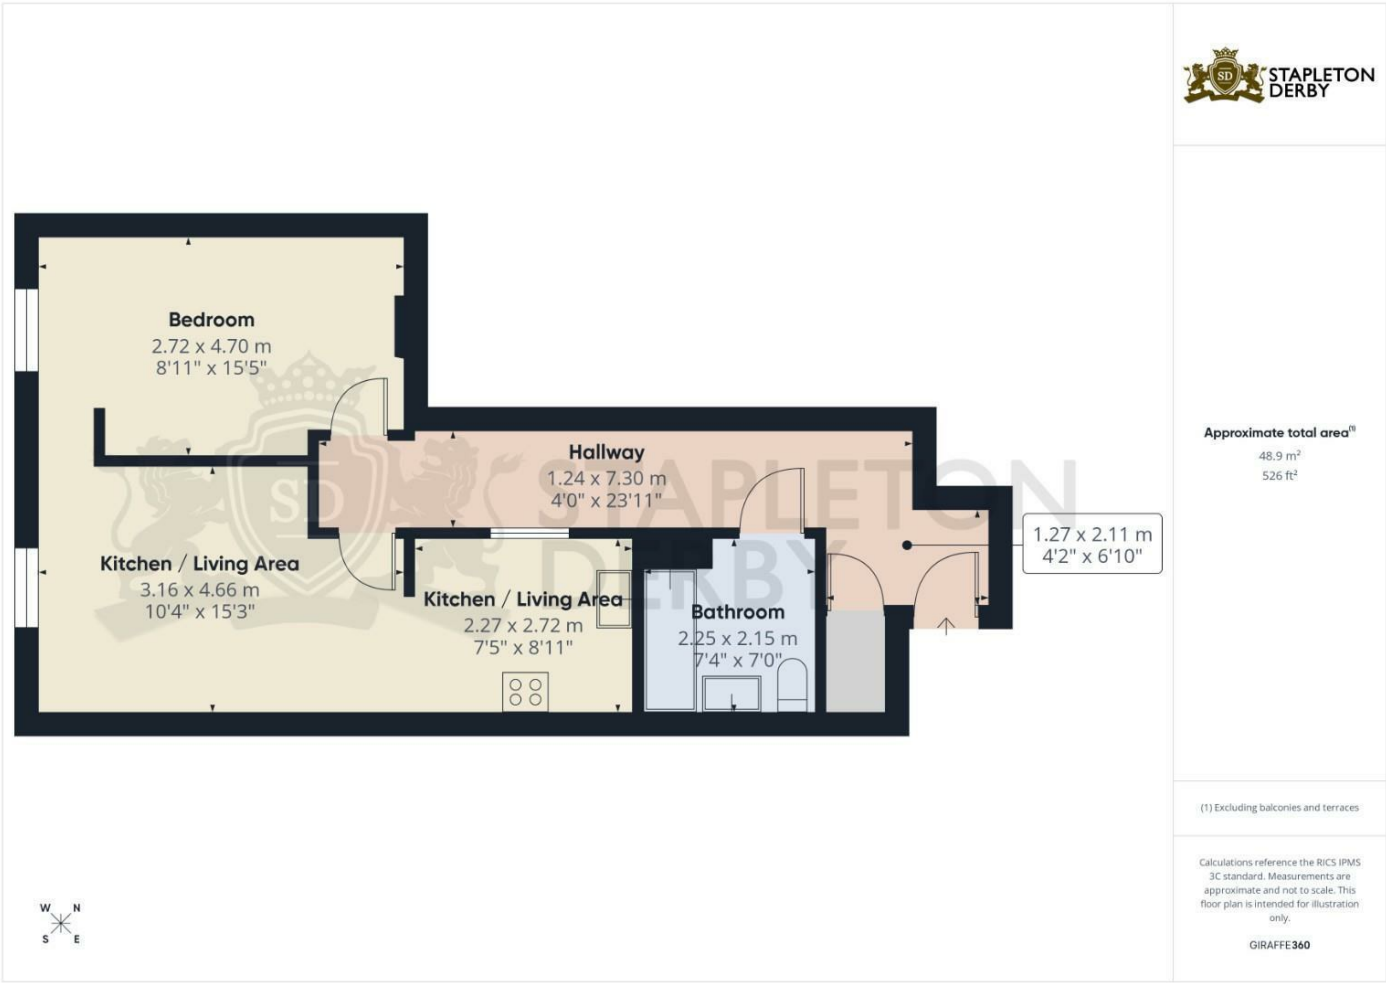 SD
STAPLETON
DERBY
Bedroom
2.72 x 4.70 m
8'11" x 15'5"
Hallway
1.24 x 7.30 m
4'0" x 23'11"
1.27 x 2.11 m
4'2" x 6'10"
Kitchen / Living Area
3.16 x 4.66 m
10'4" x 15'3"
Kitchen / Living Area
2.27 x 2.72 m
7'5" x 8'11"
Bathroom
2.25 x 2.15 m
7'4" x 7'0"
SD
STAPLETON
DERBY
Approximate total area(1)
48.9 m²
526 ft²
(1) Excluding balconies and terraces
Calculations reference the RICS IPMS
3C standard. Measurements are
approximate and not to scale. This
floor plan is intended for illustration
only.
GIRAFFE360
W N
S E